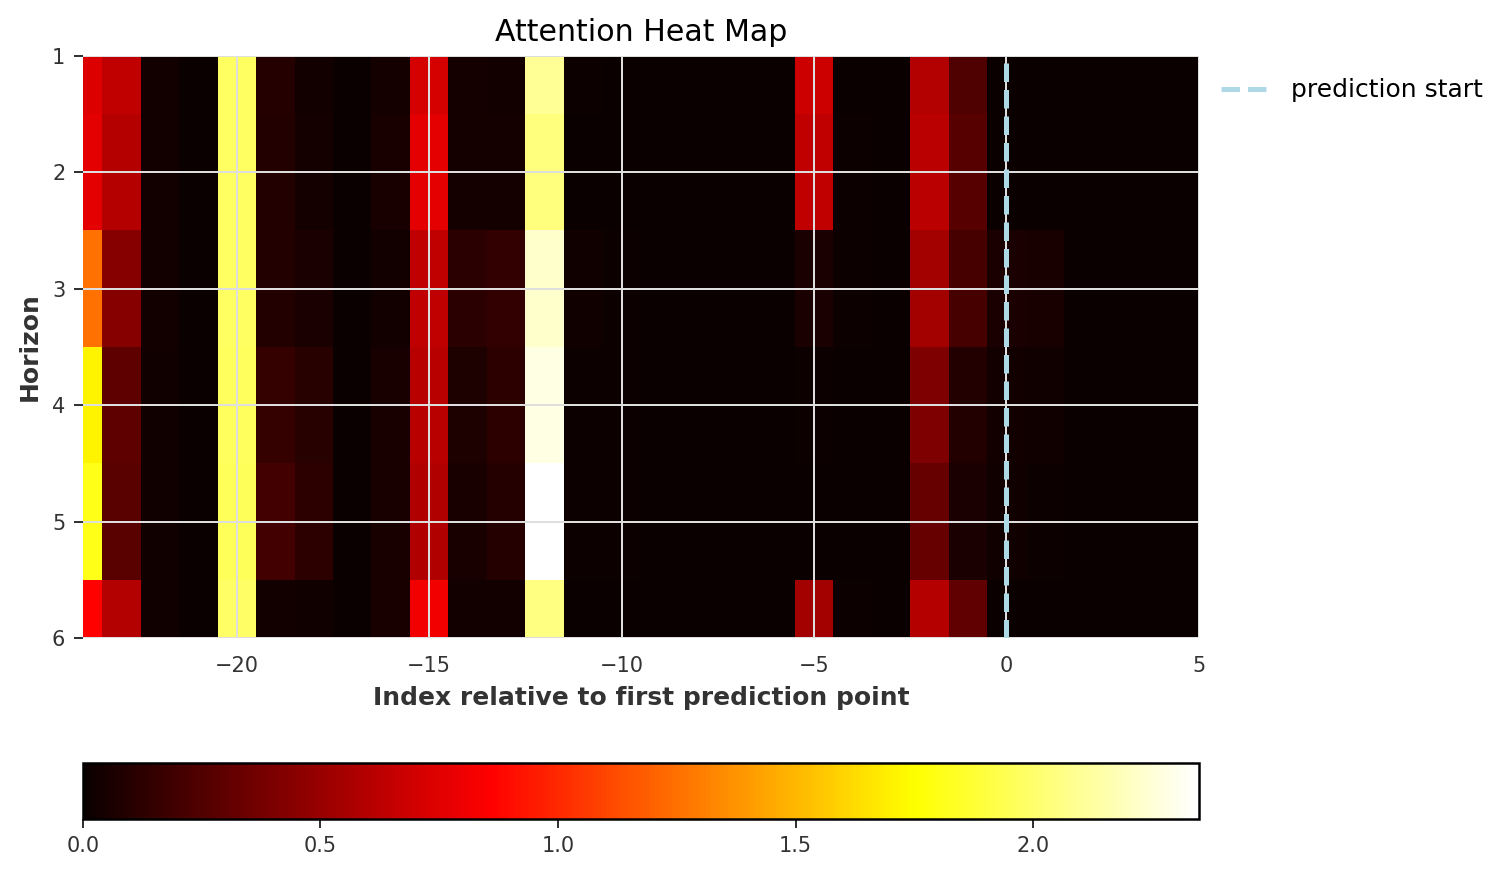 Attention Heat Map
1
2
3
4
5
6
Horizon
−20 −15 −10 −5 0 5
Index relative to first prediction point
prediction start
0.0 0.5 1.0 1.5 2.0